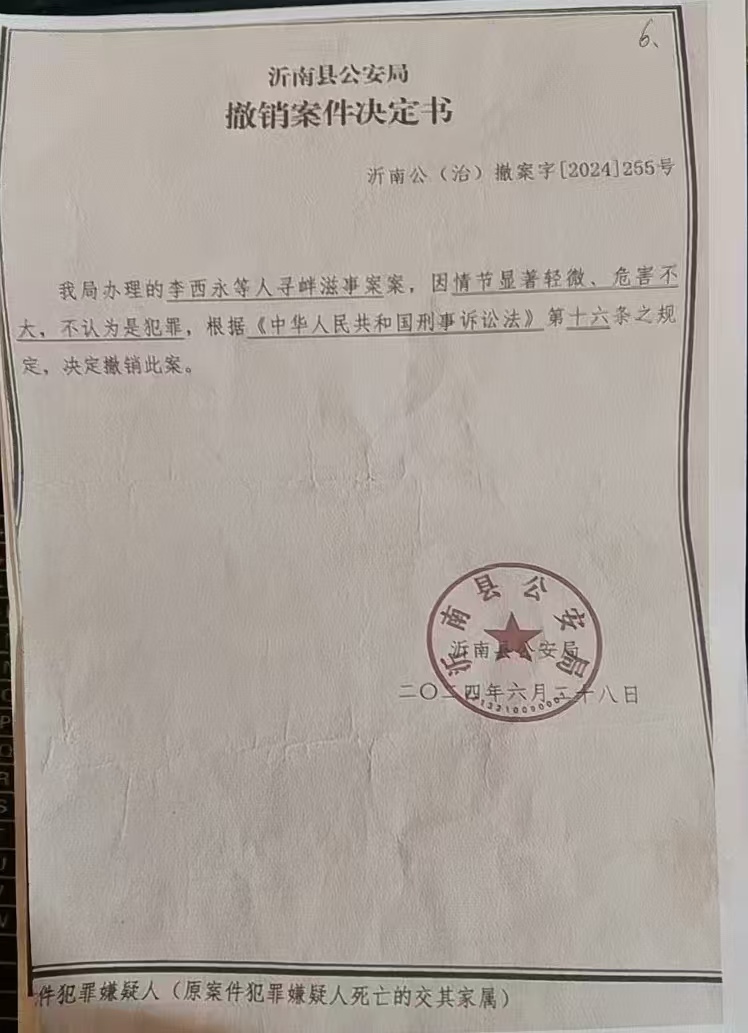 6、
沂南县公安局
撤销案件决定书
沂南公（治）撤案字[2024]255号
我局办理的李西永等人寻衅滋事案案，因情节显著轻微、危害不
大，不认为是犯罪，根据《中华人民共和国刑事诉讼法》第十六条之规
定，决定撤销此案。
沂南县公安局
沂南县公安局
二〇二四年六月二十八日
件犯罪嫌疑人（原案件犯罪嫌疑人死亡的交其家属）